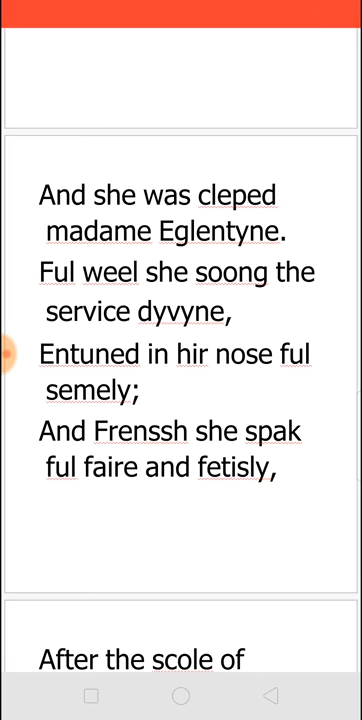 And she was cleped
madame Eglentyne.
Ful weel she soong the
service dyvyne,
Entuned in hir nose ful
semely;
And Frenssh she spak
ful faire and fetisly,
After the scole of